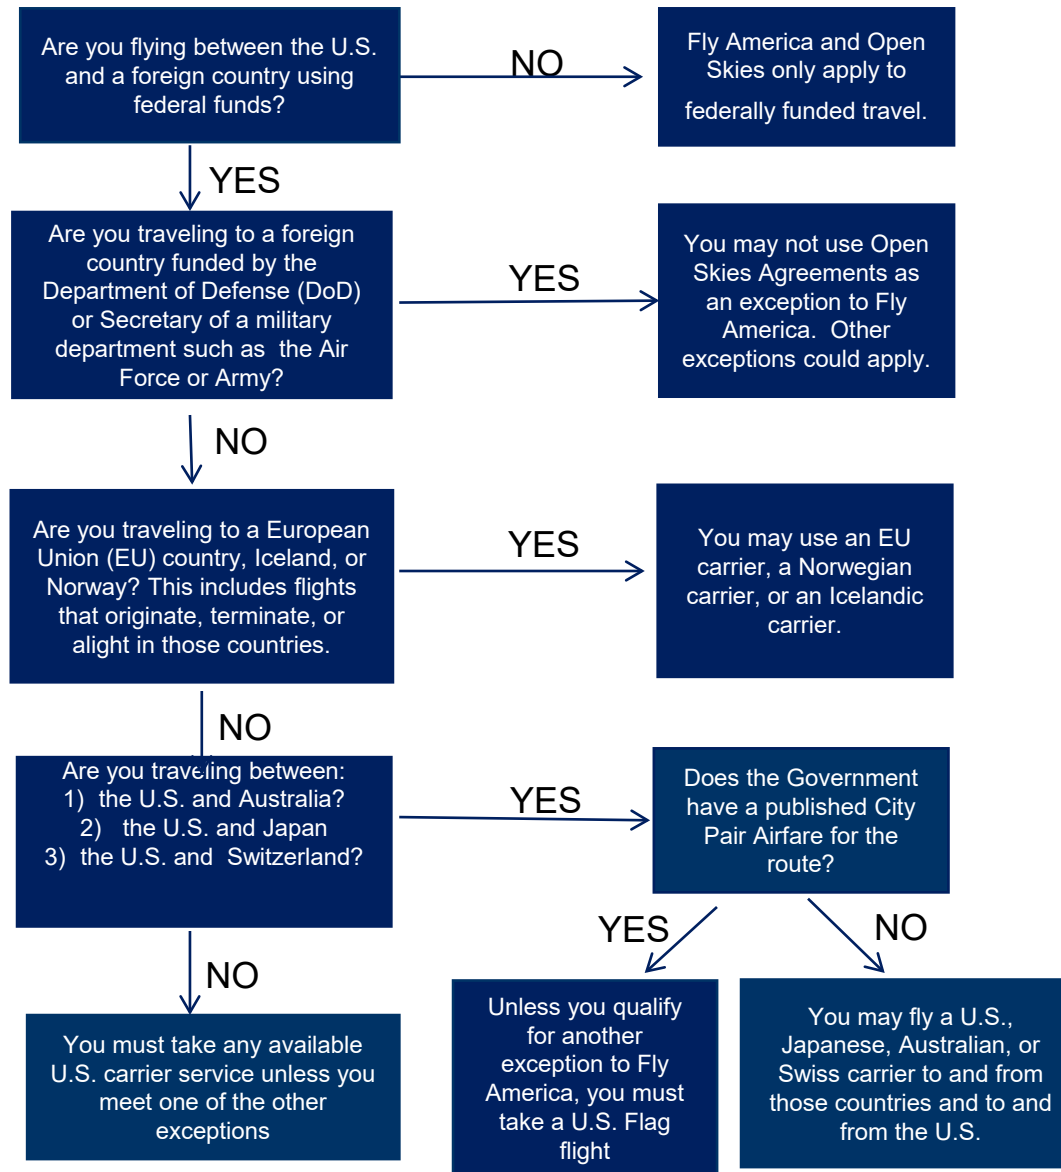 Are you flying between the U.S.
and a foreign country using
federal funds?
NO
Fly America and Open
Skies only apply to
federally funded travel.
YES
Are you traveling to a foreign
country funded by the
Department of Defense (DoD)
or Secretary of a military
department such as the Air
Force or Army?
YES
You may not use Open
Skies Agreements as
an exception to Fly
America. Other
exceptions could apply.
NO
Are you traveling to a European
Union (EU) country, Iceland, or
Norway? This includes flights
that originate, terminate, or
alight in those countries.
YES
You may use an EU
carrier, a Norwegian
carrier, or an Icelandic
carrier.
NO
Are you traveling between:
1) the U.S. and Australia?
2) the U.S. and Japan
3) the U.S. and Switzerland?
YES
Does the Government
have a published City
Pair Airfare for the
route?
NO
You must take any available
U.S. carrier service unless you
meet one of the other
exceptions
YES
Unless you qualify
for another
exception to Fly
America, you must
take a U.S. Flag
flight
NO
You may fly a U.S.,
Japanese, Australian, or
Swiss carrier to and from
those countries and to and
from the U.S.